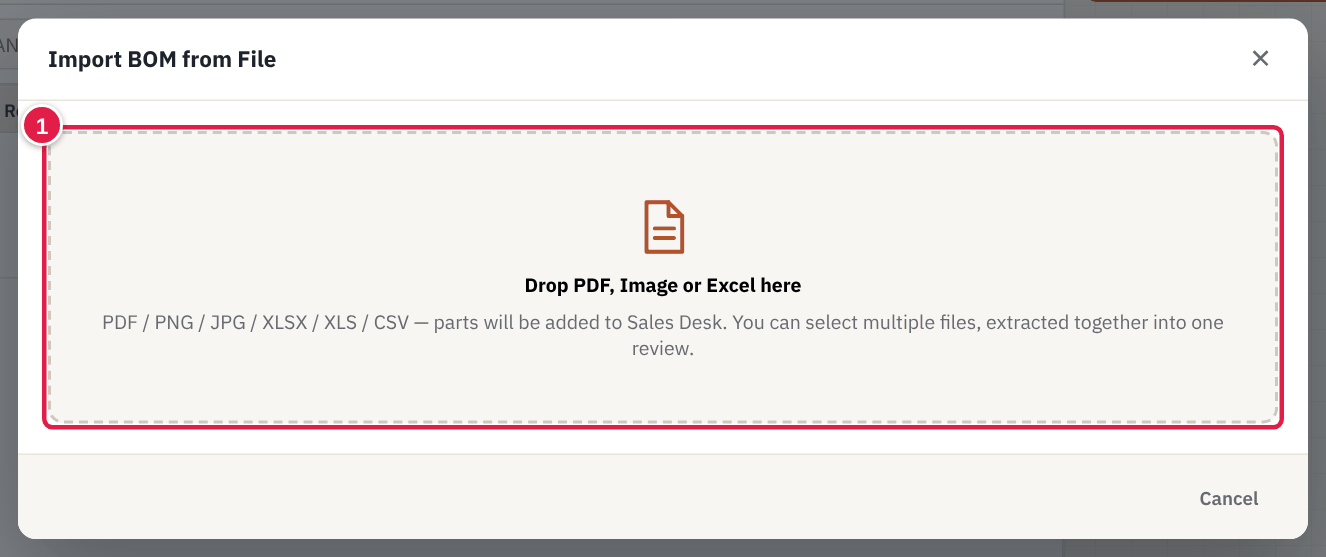 AN
Import BOM from File
R
1
Drop PDF, Image or Excel here
PDF / PNG / JPG / XLSX / XLS / CSV — parts will be added to Sales Desk. You can select multiple files, extracted together into one
review.
Cancel